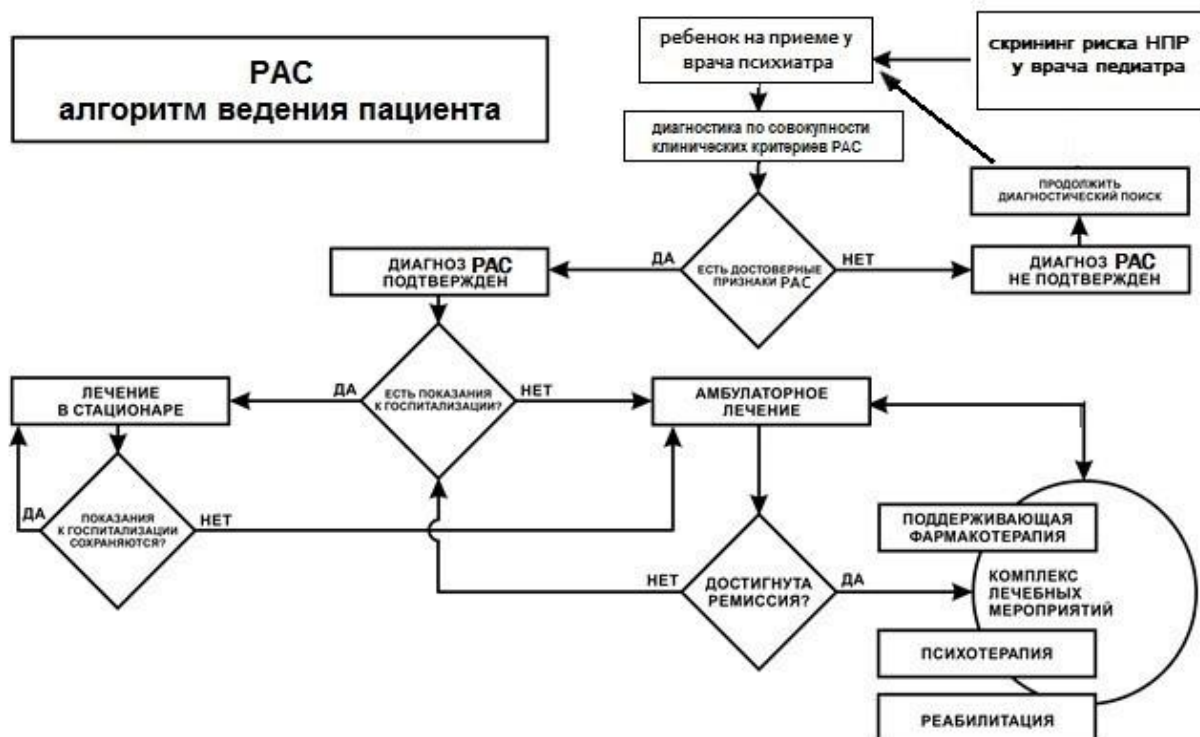 РАС
алгоритм ведения пациента
ребенок на приеме у
врача психиатра
скрининг риска НПР
у врача педиатра
диагностика по совокупности
клинических критериев РАС
ПРОДОЛЖИТЬ
ДИАГНОСТИЧЕСКИЙ ПОИСК
ДА
ЕСТЬ ДОСТОВЕРНЫЕ
ПРИЗНАКИ РАС
НЕТ
ДИАГНОЗ РАС
ПОДТВЕРЖДЕН
ДИАГНОЗ РАС
НЕ ПОДТВЕРЖДЕН
ЛЕЧЕНИЕ
В СТАЦИОНАРЕ
ДА
ЕСТЬ ПОКАЗАНИЯ
К ГОСПИТАЛИЗАЦИИ?
НЕТ
АМБУЛАТОРНОЕ
ЛЕЧЕНИЕ
ДА
ПОКАЗАНИЯ
К ГОСПИТАЛИЗАЦИИ
СОХРАНЯЮТСЯ?
НЕТ
НЕТ
ДОСТИГНУТА
РЕМИССИЯ?
ДА
ПОДДЕРЖИВАЮЩАЯ
ФАРМАКОТЕРАПИЯ
КОМПЛЕКС
ЛЕЧЕБНЫХ
МЕРОПРИЯТИЙ
ПСИХОТЕРАПИЯ
РЕАБИЛИТАЦИЯ